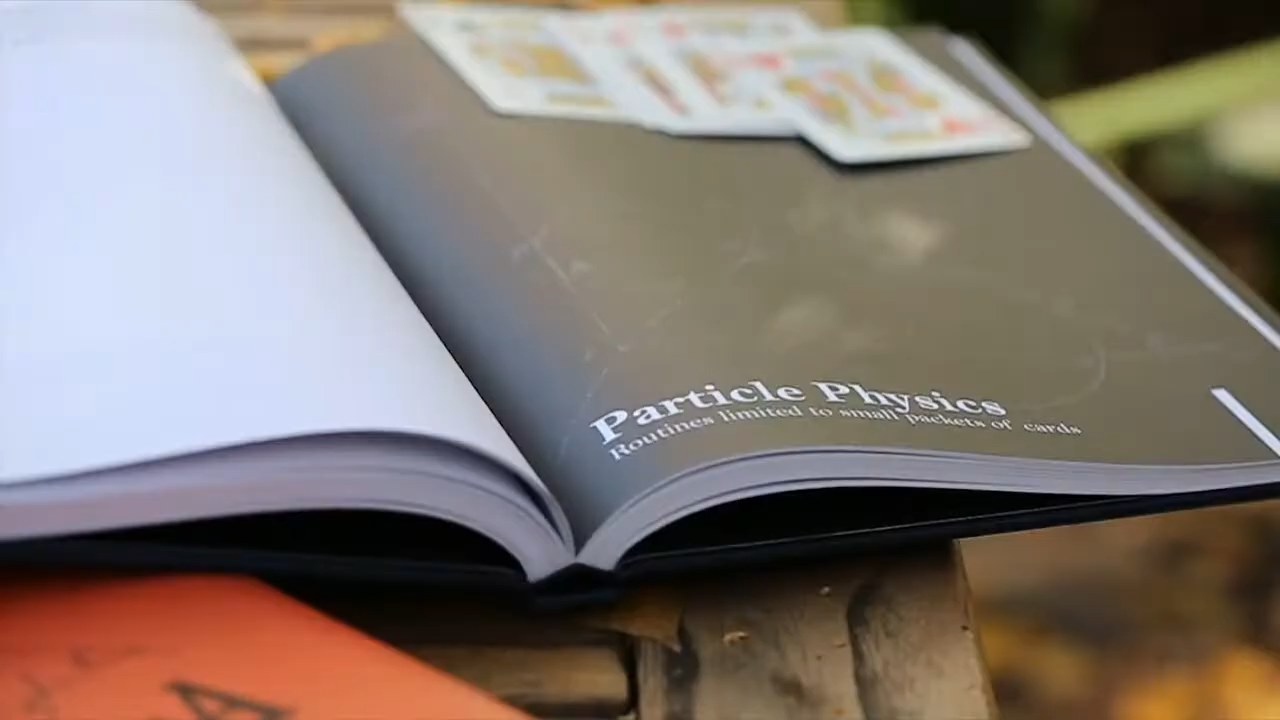 Particle Physics
Routines limited to small packets of cards
A